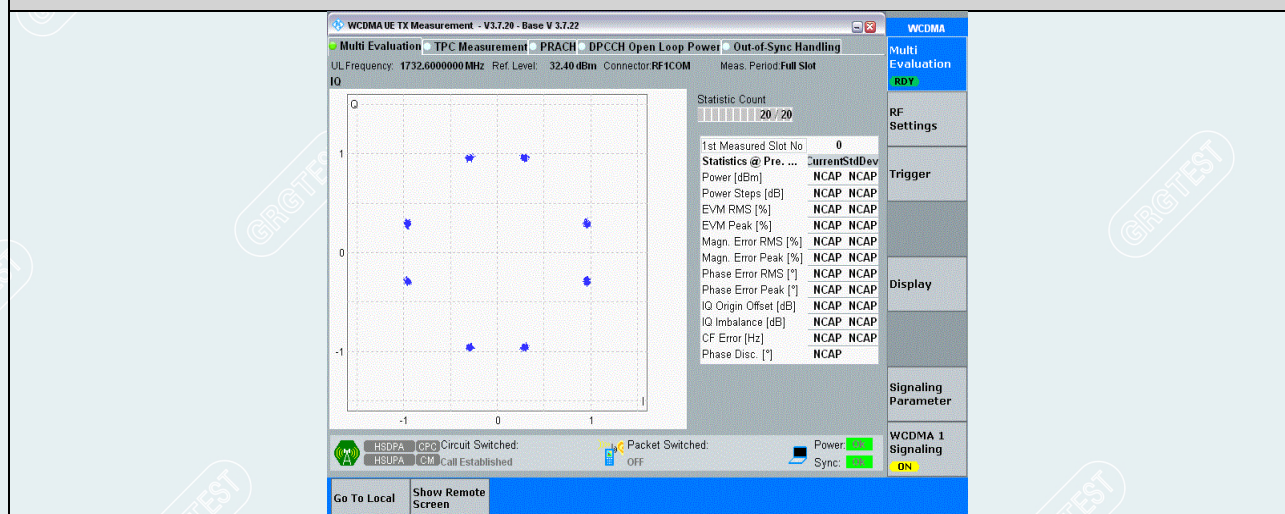 WCDMA UE TX Measurement - V3.7.20 - Base V 3.7.22
WCDMA
Multi Evaluation TPC Measurement PRACH DPCCH Open Loop Power Out-of-Sync Handling
Multi Evaluation
RDY
UL Frequency: 1732.6000000 MHz Ref. Level: 32.40 dBm Connector:RF1COM Meas. Period:Full Slot
IQ
Q
1
0
-1
-1 0 1
I
Statistic Count
20 / 20
1st Measured Slot No 0
Statistics @ Pre. ... Current StdDev
Power [dBm] NCAP NCAP
Power Steps [dB] NCAP NCAP
EVM RMS [%] NCAP NCAP
EVM Peak [%] NCAP NCAP
Magn. Error RMS [%] NCAP NCAP
Magn. Error Peak [%] NCAP NCAP
Phase Error RMS [°] NCAP NCAP
Phase Error Peak [°] NCAP NCAP
IQ Origin Offset [dB] NCAP NCAP
IQ Imbalance [dB] NCAP NCAP
CF Error [Hz] NCAP NCAP
Phase Disc. [°] NCAP
RF Settings
Trigger
Display
Signaling Parameter
WCDMA 1 Signaling
ON
HSDPA CPC Circuit Switched:
HSUPA CM Call Established
Packet Switched:
OFF
Power: OK
Sync: OK
Go To Local
Show Remote Screen
GRGTEST
GRGTEST
GRGTEST
GRGTEST